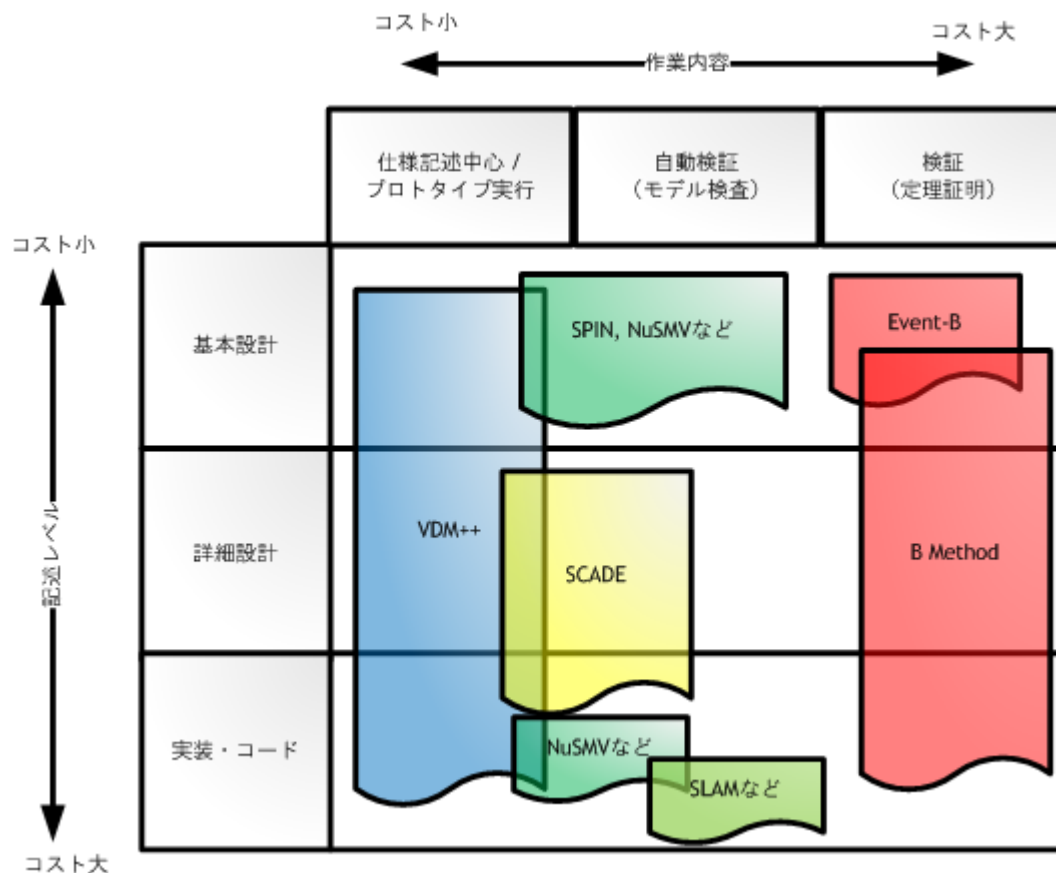 コスト小
コスト大
作業内容
仕様記述中心 /
プロトタイプ実行
自動検証
（モデル検査）
検証
（定理証明）
コスト小
基本設計
SPIN, NuSMVなど
Event-B
記述レベル
詳細設計
VDM++
SCADE
B Method
実装・コード
NuSMVなど
SLAMなど
コスト大